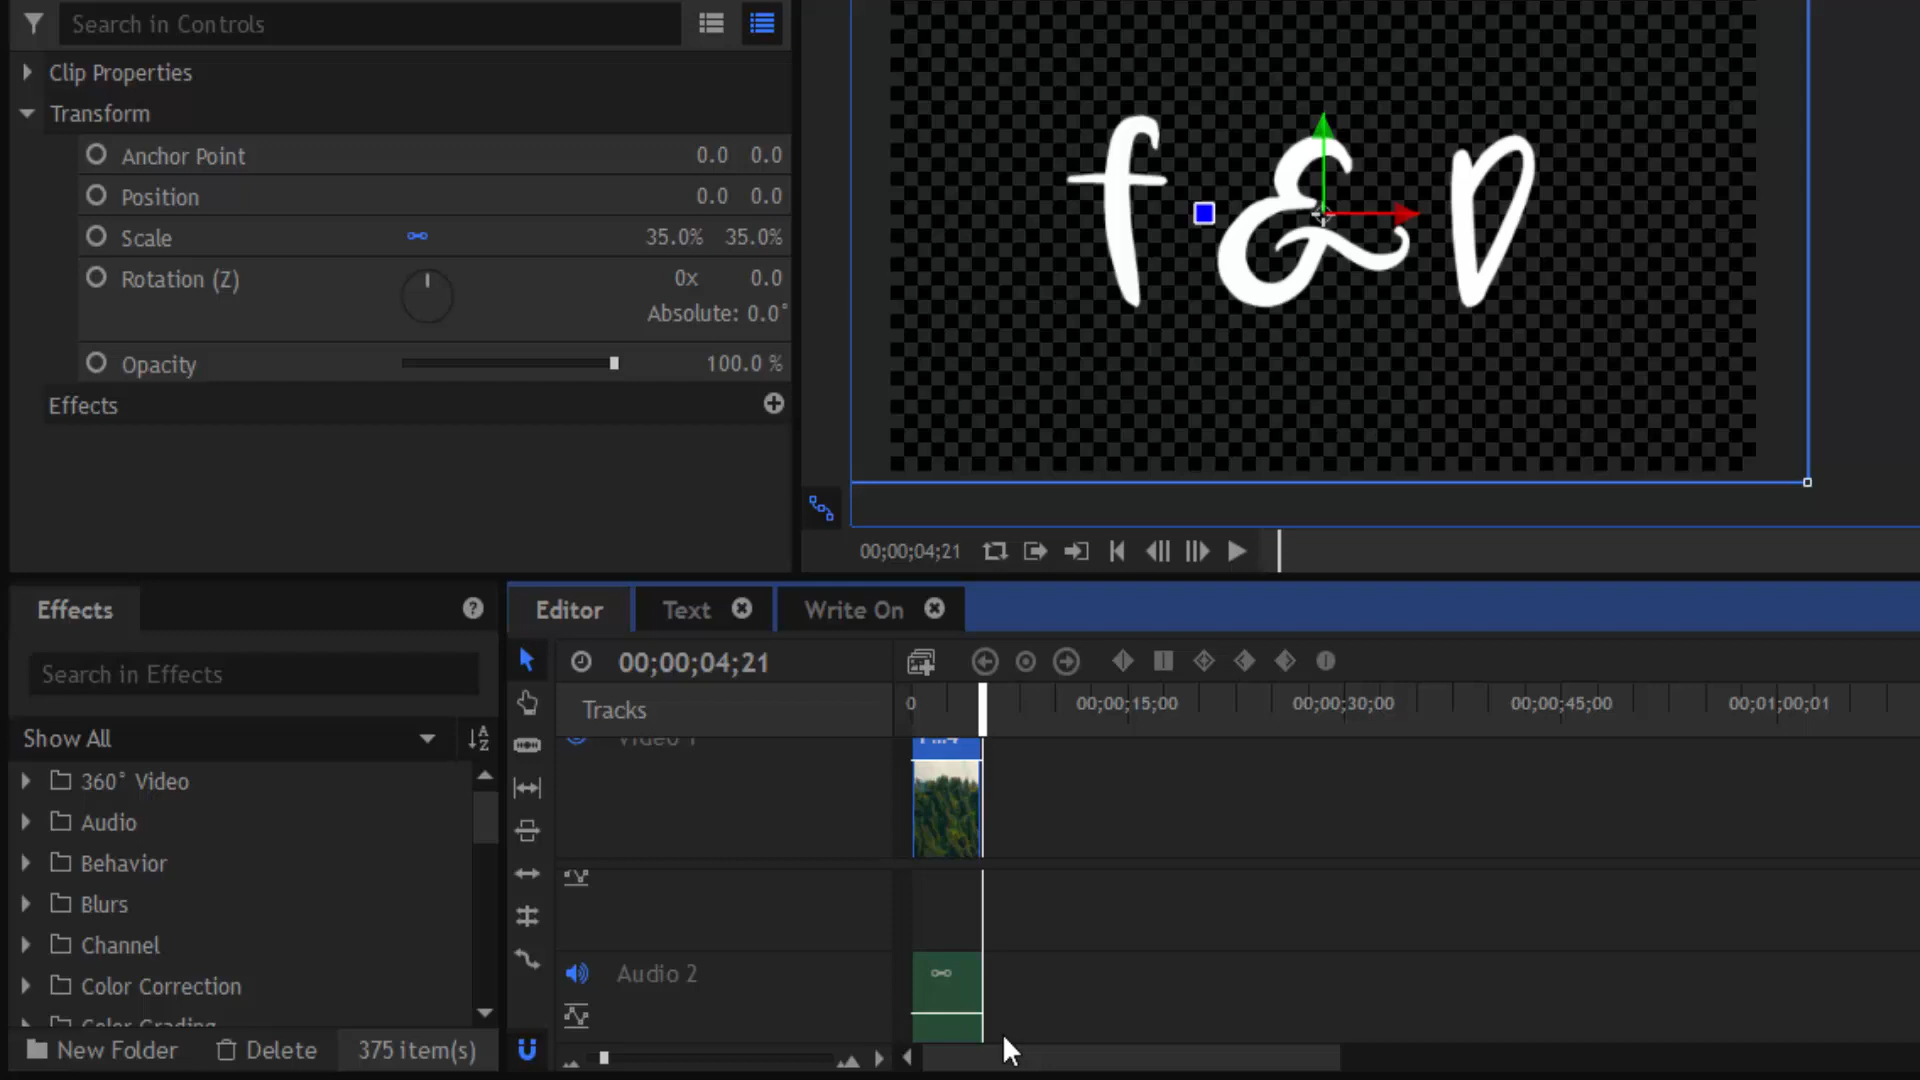 Search in Controls
Clip Properties
Transform
Anchor Point 0.0 0.0
Position 0.0 0.0
Scale 35.0% 35.0%
Rotation (Z) 0x 0.0
Absolute: 0.0°
Opacity 100.0 %
Effects
f & D
00;00;04;21
Effects
Search in Effects
Show All
360° Video
Audio
Behavior
Blurs
Channel
Color Correction
Color Grading
New Folder Delete 375 item(s)
Editor Text Write On
00;00;04;21
Tracks 0 00;00;15;00 00;00;30;00 00;00;45;00 00;01;00;01
Video 1
Audio 2